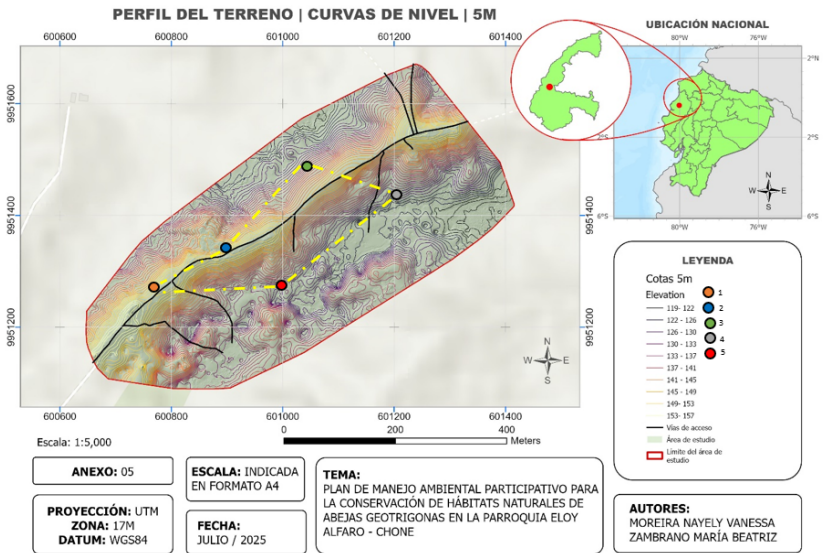 PERFIL DEL TERRENO | CURVAS DE NIVEL | 5M
600600 600800 601000 601200 601400
9951600
9951400
9951200
9951600
9951400
9951200
N
W E
S
600600 600800 601000 601200 601400
Escala: 1:5,000
0 200 400
Meters
UBICACIÓN NACIONAL
80°W 76°W
2°N
2°S
6°S
2°N
2°S
6°S
N
W E
S
80°W 76°W
LEYENDA
Cotas 5m
Elevation
119- 122
122 - 126
126 - 130
130 - 133
133 - 137
137 - 141
141 - 145
145 - 149
149- 153
153- 157
Vías de acceso
Área de estudio
Límite del área de
estudio
1
2
3
4
5
ANEXO: 05
ESCALA: INDICADA
EN FORMATO A4
PROYECCIÓN: UTM
ZONA: 17M
DATUM: WGS84
FECHA:
JULIO / 2025
TEMA:
PLAN DE MANEJO AMBIENTAL PARTICIPATIVO PARA
LA CONSERVACIÓN DE HÁBITATS NATURALES DE
ABEJAS GEOTRIGONAS EN LA PARROQUIA ELOY
ALFARO - CHONE
AUTORES:
MOREIRA NAYELY VANESSA
ZAMBRANO MARÍA BEATRIZ